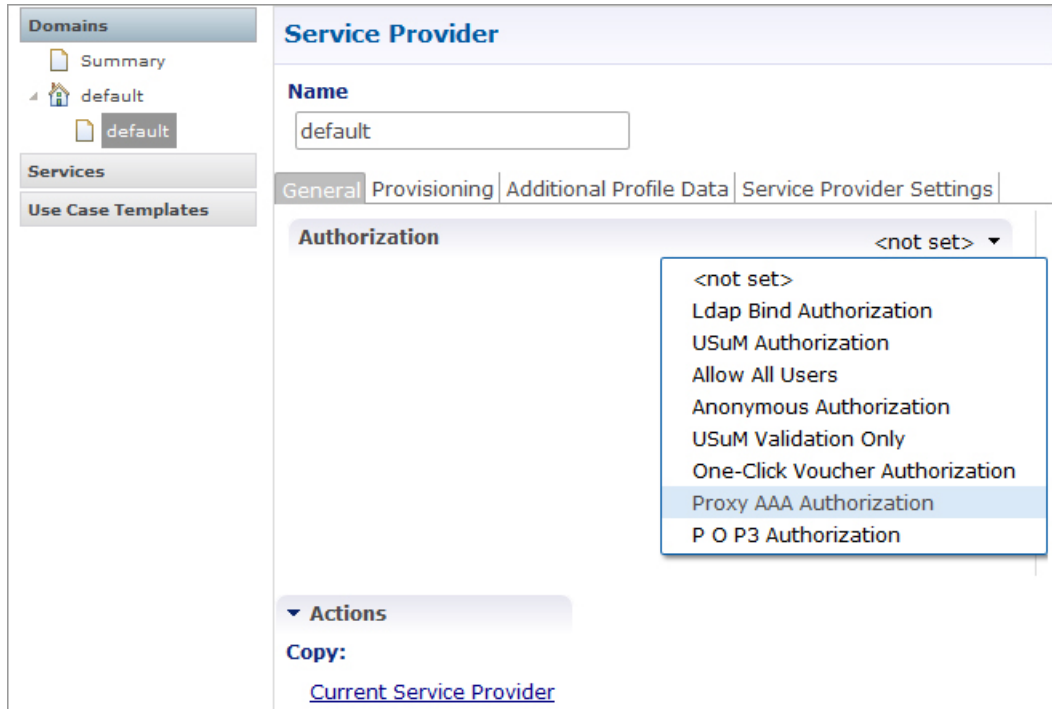 Domains
Summary
default
default
Services
Use Case Templates
Service Provider
Name
default
General Provisioning Additional Profile Data Service Provider Settings
Authorization <not set>
<not set>
Ldap Bind Authorization
USuM Authorization
Allow All Users
Anonymous Authorization
USuM Validation Only
One-Click Voucher Authorization
Proxy AAA Authorization
P O P3 Authorization
Actions
Copy:
Current Service Provider